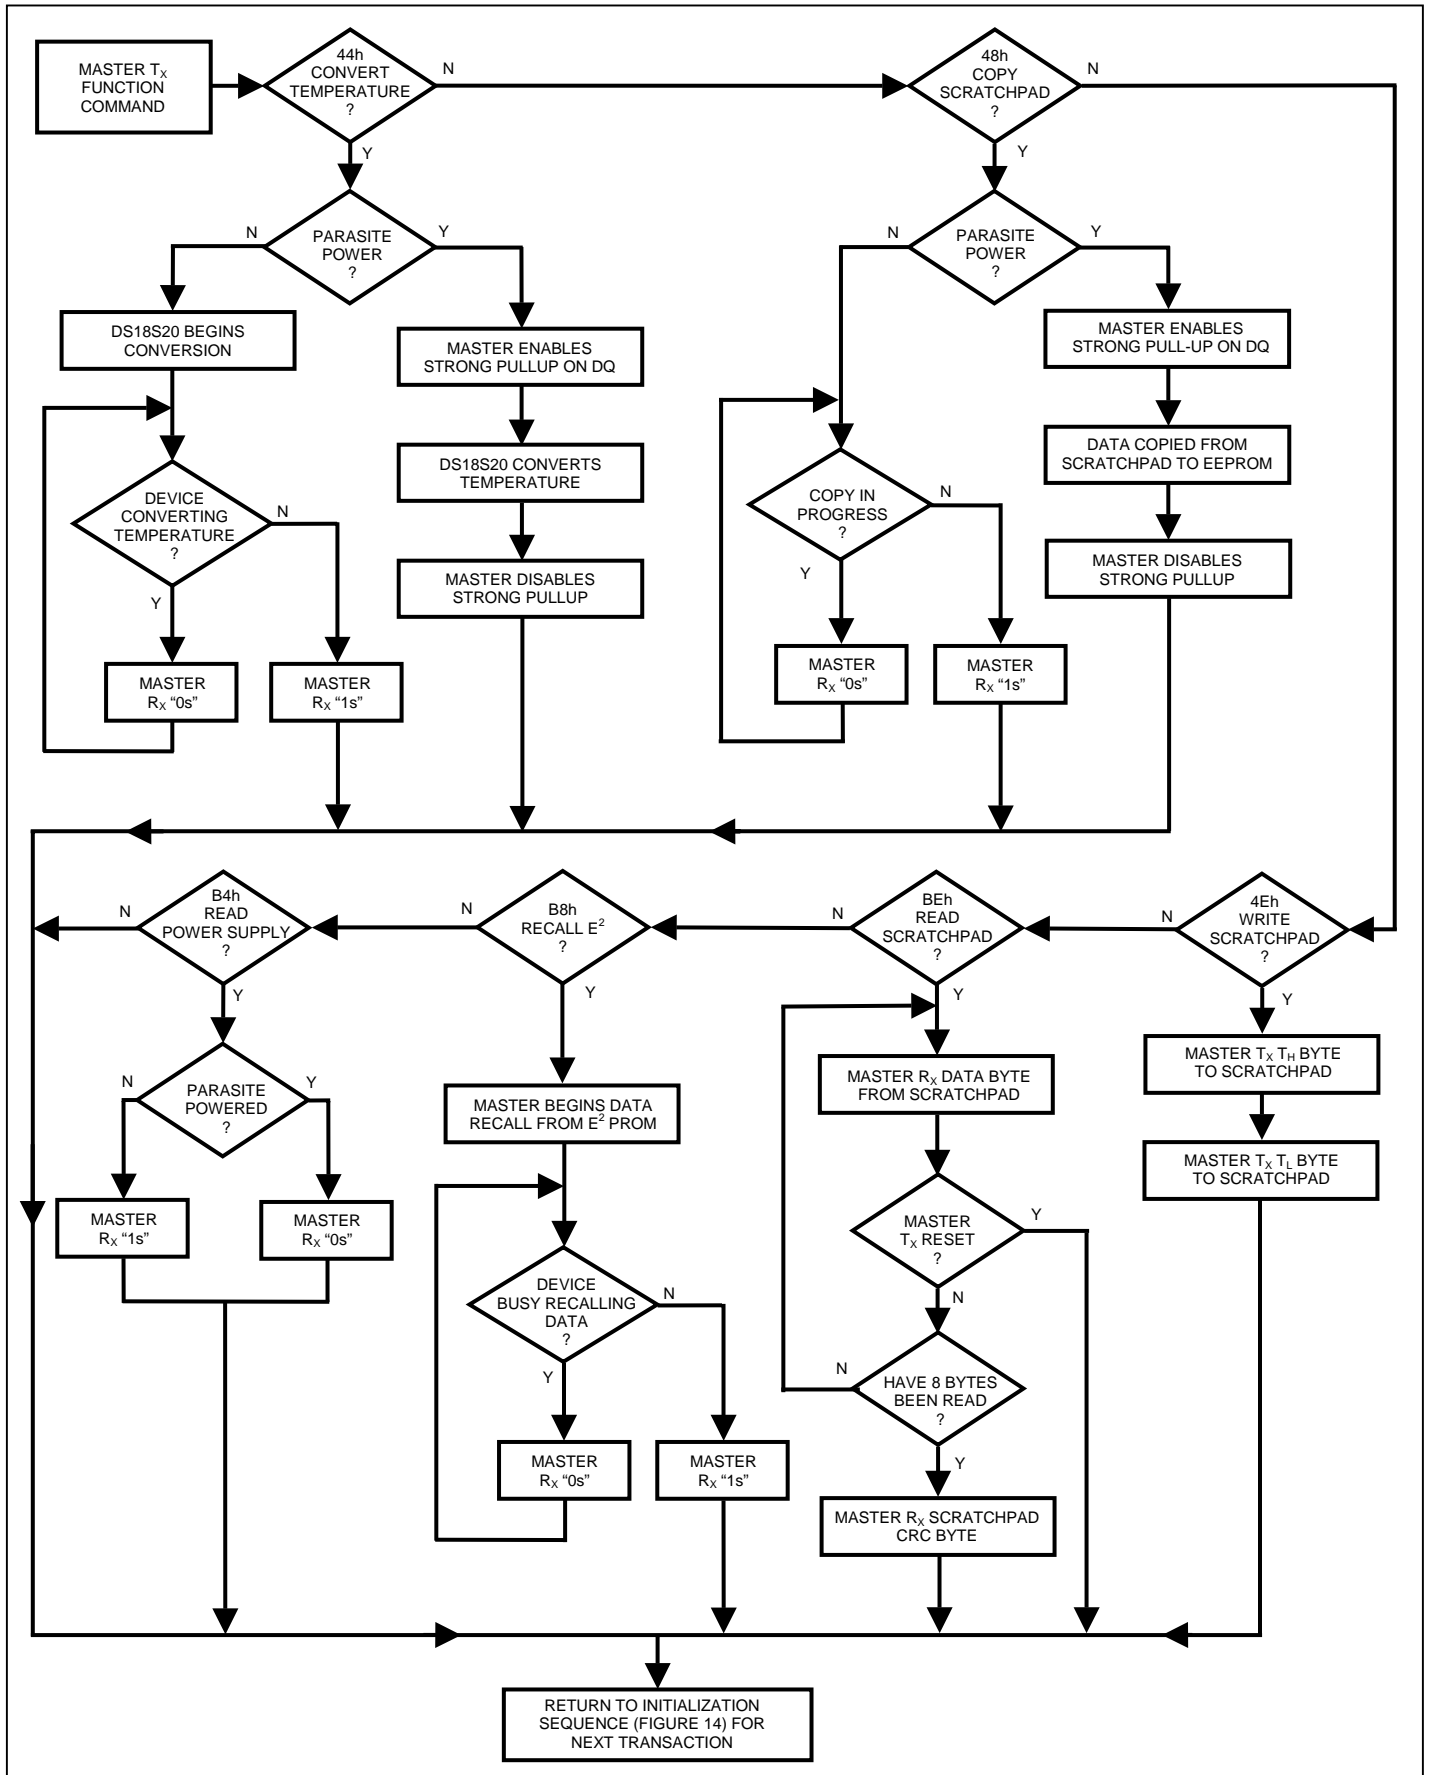 MASTER TX
FUNCTION
COMMAND
44h
CONVERT
TEMPERATURE
?
N
Y
48h
COPY
SCRATCHPAD
?
N
Y
PARASITE
POWER
?
N
Y
PARASITE
POWER
?
N
Y
DS18S20 BEGINS
CONVERSION
MASTER ENABLES
STRONG PULLUP ON DQ
MASTER ENABLES
STRONG PULL-UP ON DQ
DS18S20 CONVERTS
TEMPERATURE
DATA COPIED FROM
SCRATCHPAD TO EEPROM
DEVICE
CONVERTING
TEMPERATURE
?
N
Y
COPY IN
PROGRESS
?
N
Y
MASTER DISABLES
STRONG PULLUP
MASTER DISABLES
STRONG PULLUP
MASTER
RX “0s”
MASTER
RX “1s”
MASTER
RX “0s”
MASTER
RX “1s”
B4h
READ
POWER SUPPLY
?
N
Y
B8h
RECALL E2
?
N
Y
BEh
READ
SCRATCHPAD
?
N
Y
4Eh
WRITE
SCRATCHPAD
?
N
Y
PARASITE
POWERED
?
N
Y
MASTER BEGINS DATA
RECALL FROM E2 PROM
MASTER RX DATA BYTE
FROM SCRATCHPAD
MASTER TX TH BYTE
TO SCRATCHPAD
MASTER TX TL BYTE
TO SCRATCHPAD
MASTER
RX “1s”
MASTER
RX “0s”
MASTER
TX RESET
?
Y
N
DEVICE
BUSY RECALLING
DATA
?
N
Y
HAVE 8 BYTES
BEEN READ
?
N
Y
MASTER
RX “0s”
MASTER
RX “1s”
MASTER RX SCRATCHPAD
CRC BYTE
RETURN TO INITIALIZATION
SEQUENCE (FIGURE 14) FOR
NEXT TRANSACTION